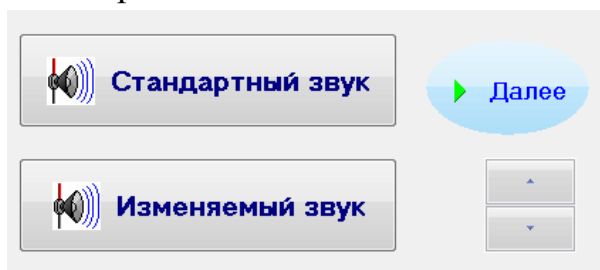 Стандартный звук
Далее
Изменяемый звук